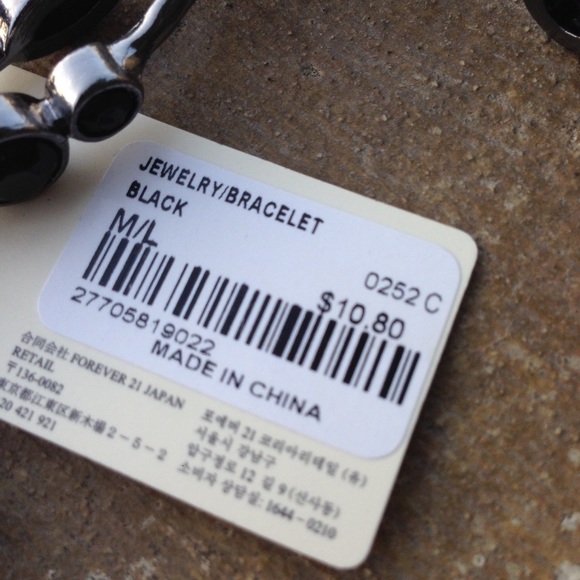 JEWELRY/BRACELET
BLACK
M/L
0252 C
$10.80
27705819022
MADE IN CHINA
合同会社 FOREVER 21 JAPAN
RETAIL
〒136-0082
東京都江東区新木場2-5-2
20 421 921
포에버 21 코리아리테일 (유)
서울시 강남구
압구정로 12 길 9 (신사동)
소비자 상담실: 1644-0210